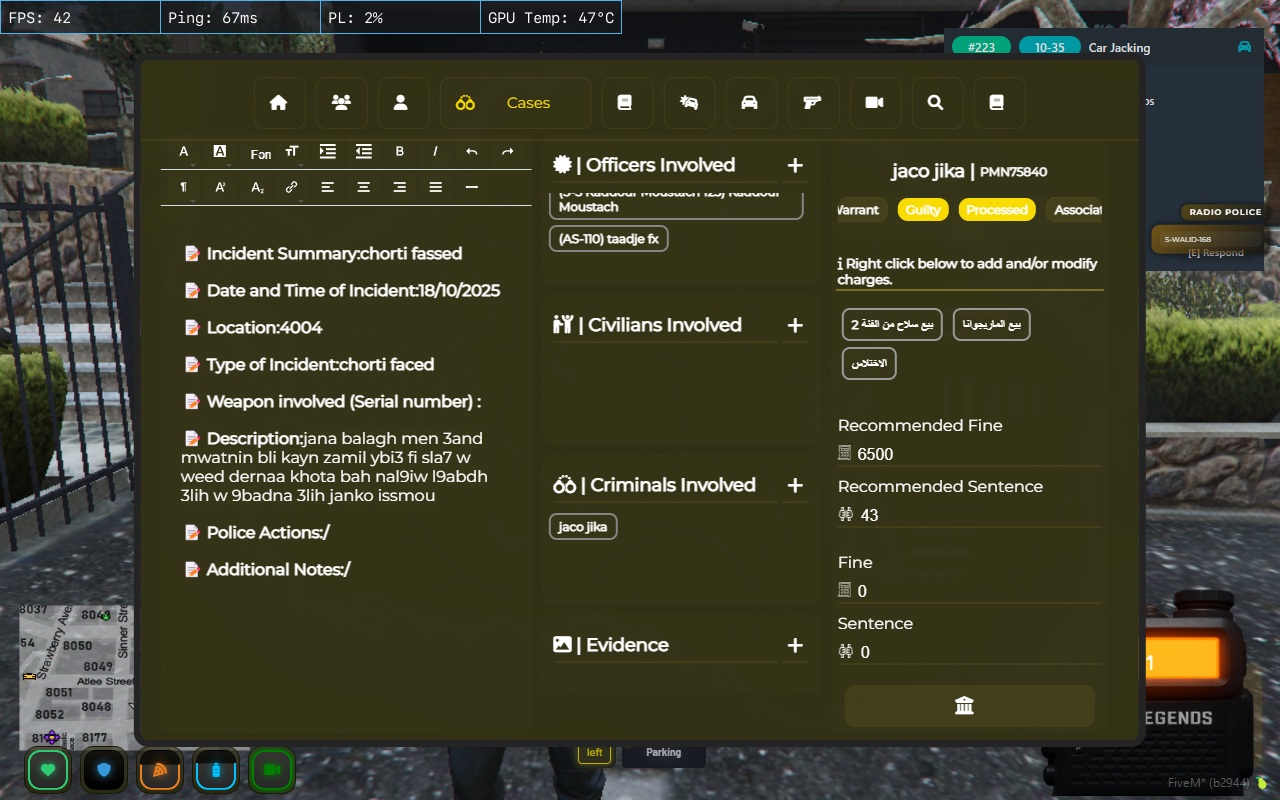 FPS: 42
Ping: 67ms
PL: 2%
GPU Temp: 47°C
#223
10-35
Car Jacking
Cases
RADIO POLICE
S-WALID-168
[E] Respond
A
A
Fon
B
I
Incident Summary:chorti fassed
Date and Time of Incident:18/10/2025
Location:4004
Type of Incident:chorti faced
Weapon involved (Serial number) :
Description:jana balagh men 3and
mwatnin bli kayn zamil ybi3 fi sla7 w
weed dernaa khota bah nal9iw l9abdh
3lih w 9badna 3lih janko issmou
Police Actions:/
Additional Notes:/
| Officers Involved
Moustach
(AS-110) taadje fx
| Civilians Involved
| Criminals Involved
jaco jika
| Evidence
jaco jika | PMN75840
Warrant
Guilty
Processed
Associat
Right click below to add and/or modify
charges.
بيع سلاح من الفئة 2
بيع الماريجوانا
الاختلاس
Recommended Fine
6500
Recommended Sentence
43
Fine
0
Sentence
0
8037
8050
8049
Atlee Street
8051
8048
8052
8177
Strawberry Ave
Sinner Str
54
left
Parking
1
EGENDS
FiveM* (b2944)